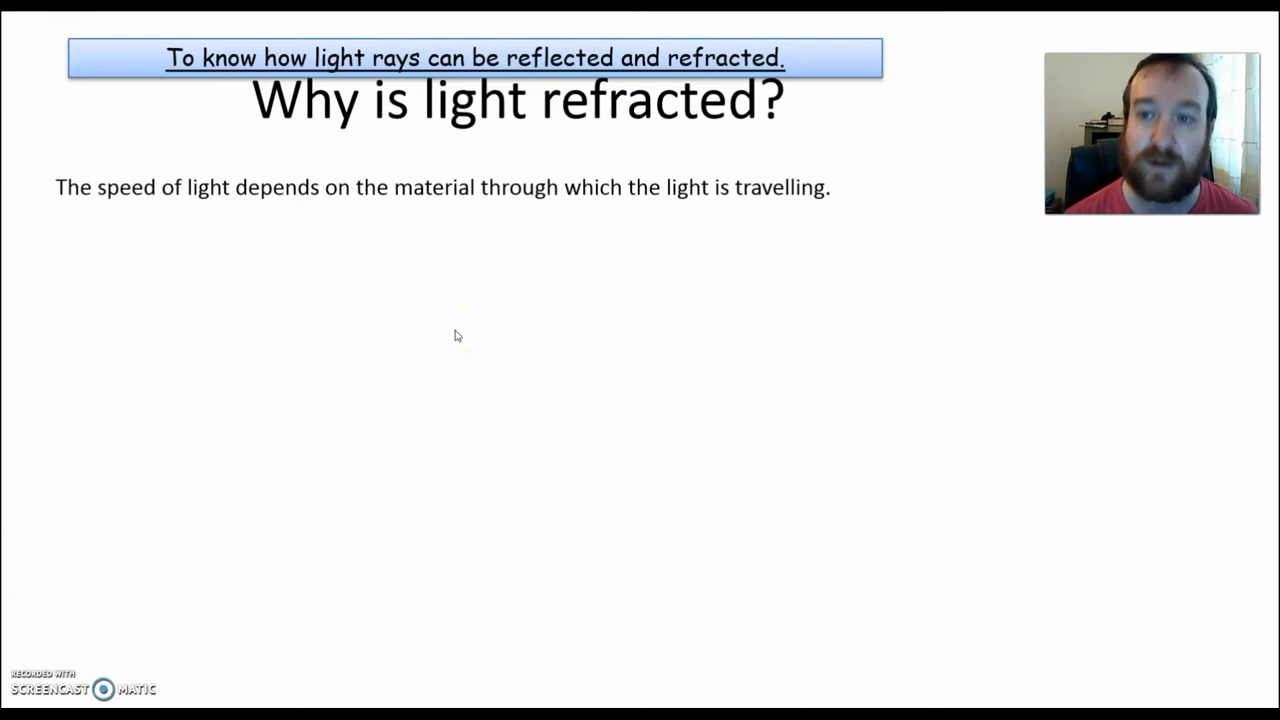 To know how light rays can be reflected and refracted.
Why is light refracted?
The speed of light depends on the material through which the light is travelling.
RECORDED WITH
SCREENCAST MATIC